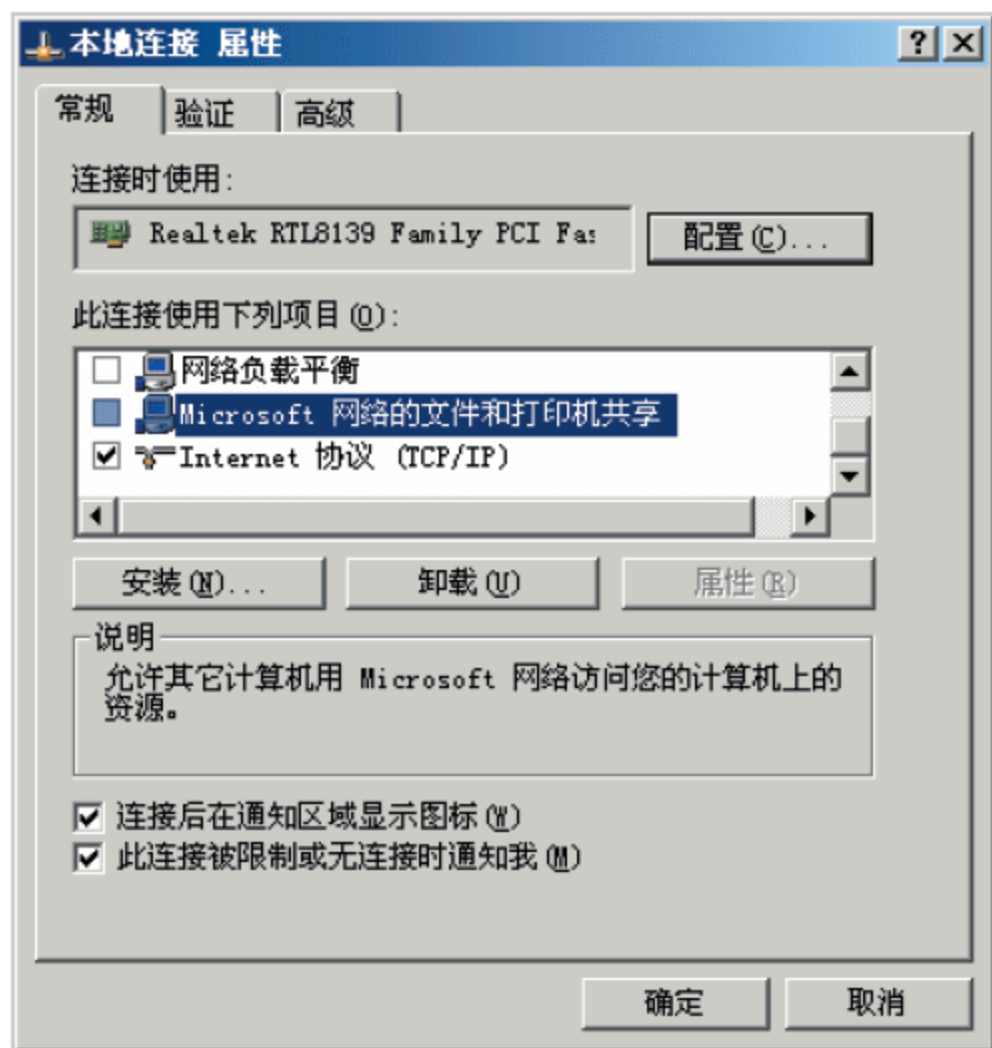 本地连接 属性
常规 验证 高级
连接时使用:
Realtek RTL8139 Family PCI Fas
配置(C)...
此连接使用下列项目(O):
网络负载平衡
Microsoft 网络的文件和打印机共享
Internet 协议 (TCP/IP)
安装(N)... 卸载(U) 属性(R)
说明
允许其它计算机用 Microsoft 网络访问您的计算机上的
资源。
连接后在通知区域显示图标(W)
此连接被限制或无连接时通知我(M)
确定 取消